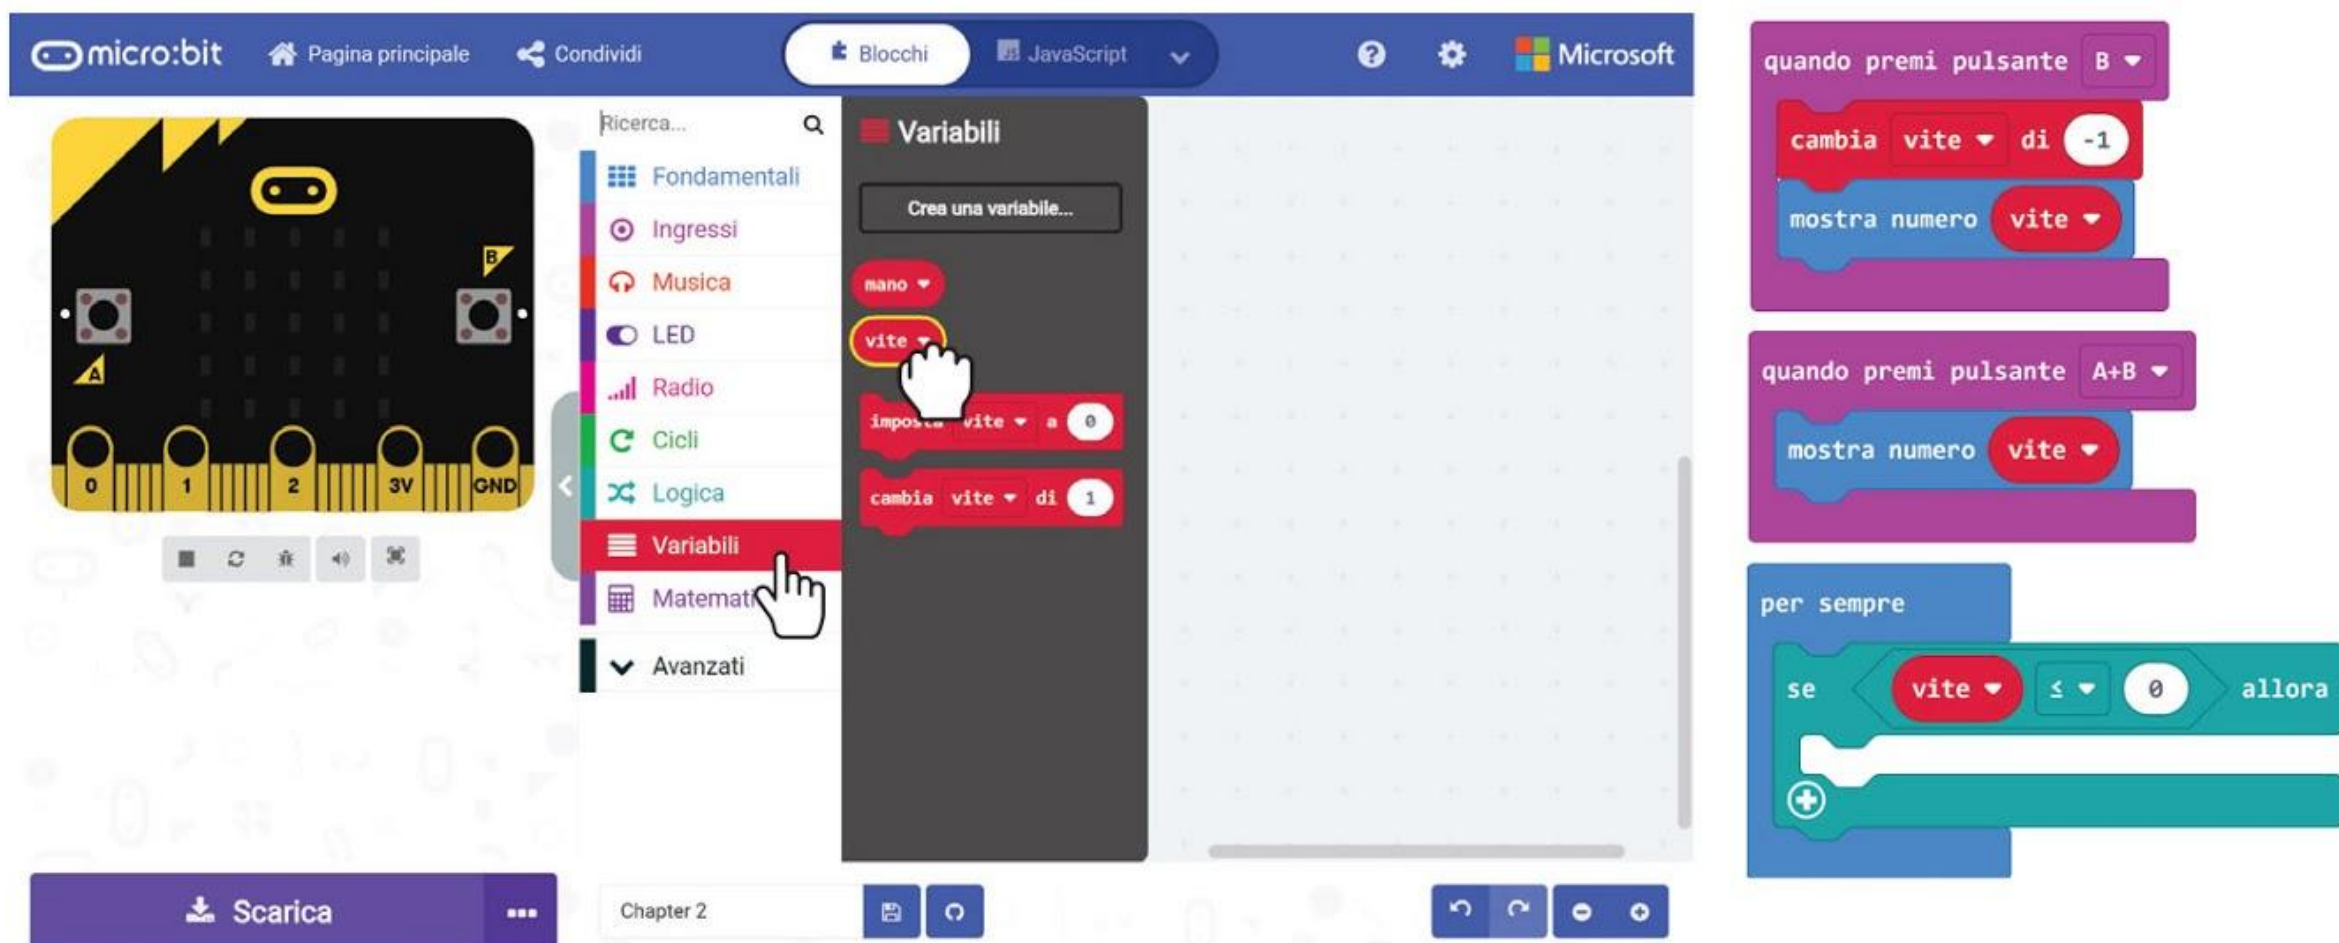 micro:bit
Pagina principale
Condividi
Blocchi
JavaScript
Microsoft
B
A
0
1
2
3V
GND
Ricerca...
Fondamentali
Ingressi
Musica
LED
Radio
Cicli
Logica
Variabili
Matemati
Avanzati
Variabili
Crea una variabile...
mano
vite
vite a 0
cambia vite di 1
Scarica
Chapter 2
quando premi pulsante B
cambia vite di -1
mostra numero vite
quando premi pulsante A+B
mostra numero vite
per sempre
se vite ≤ 0 allora